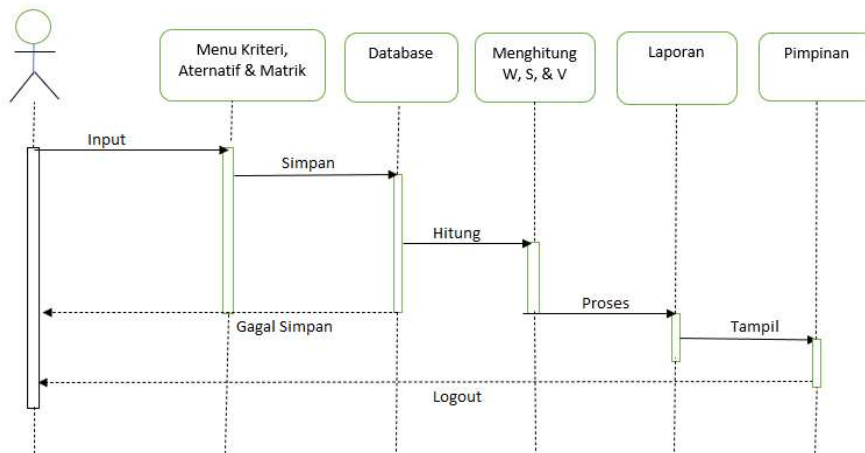 Menu Kriteri,
Aternatif & Matrik
Database
Menghitung
W, S, & V
Laporan
Pimpinan
Input
Simpan
Hitung
Gagal Simpan
Proses
Tampil
Logout